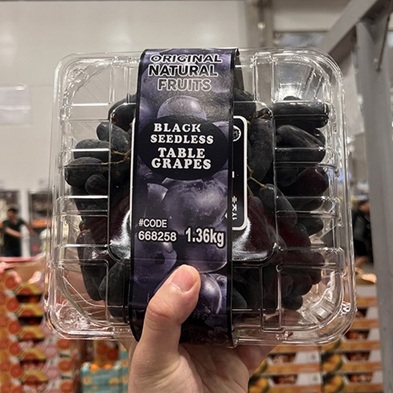 ORIGINAL
NATURAL
FRUITS
BLACK
SEEDLESS
TABLE
GRAPES
#CODE
668258
1.36kg